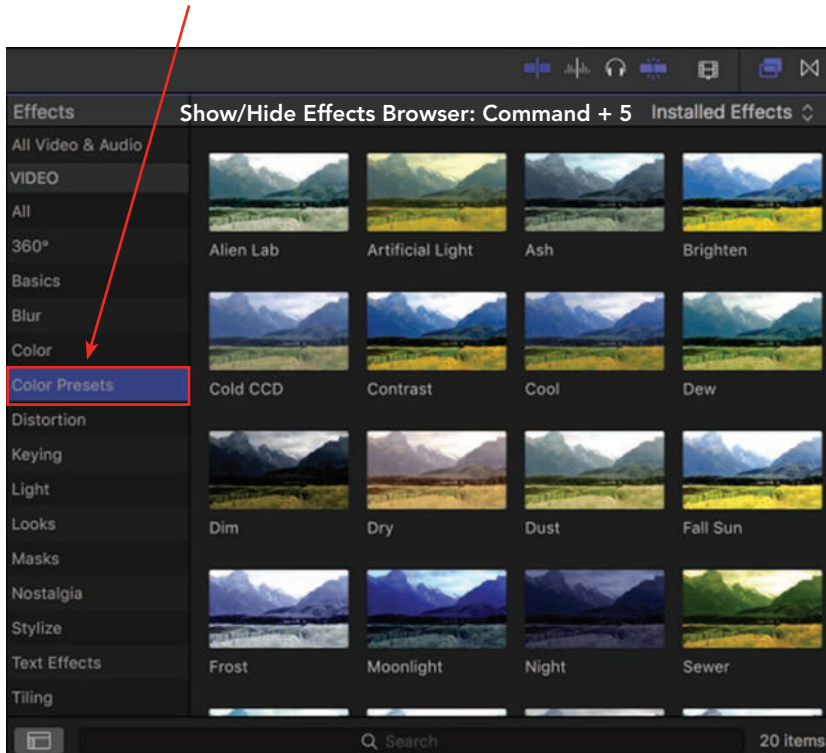 Effects
Show/Hide Effects Browser: Command + 5
Installed Effects
All Video & Audio
VIDEO
All
360°
Basics
Blur
Color
Color Presets
Distortion
Keying
Light
Looks
Masks
Nostalgia
Stylize
Text Effects
Tiling
Alien Lab
Artificial Light
Ash
Brighten
Cold CCD
Contrast
Cool
Dew
Dim
Dry
Dust
Fall Sun
Frost
Moonlight
Night
Sewer
Search
20 items